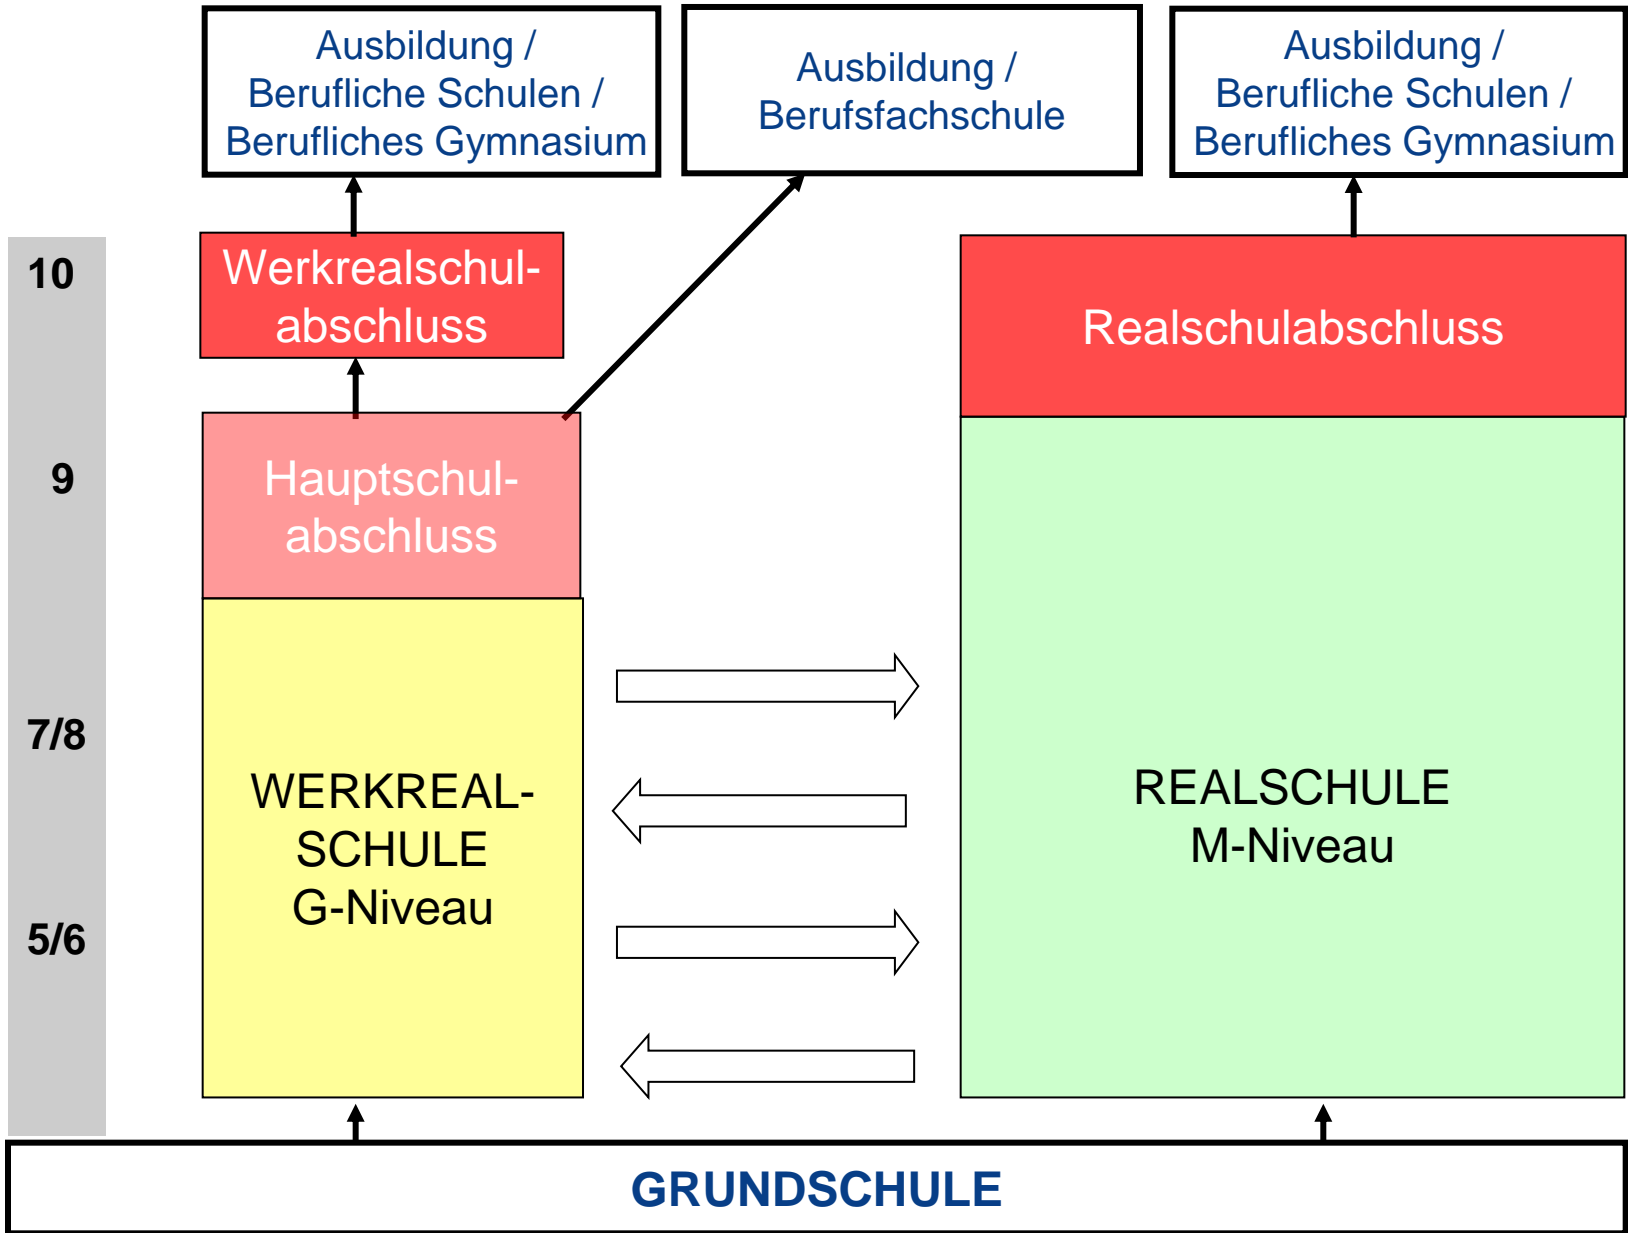 Ausbildung /
Berufliche Schulen /
Berufliches Gymnasium
Ausbildung /
Berufsfachschule
Ausbildung /
Berufliche Schulen /
Berufliches Gymnasium
10
Werkrealschul-
abschluss
Realschulabschluss
9
Hauptschul-
abschluss
7/8
WERKREAL-
SCHULE
G-Niveau
REALSCHULE
M-Niveau
5/6
GRUNDSCHULE